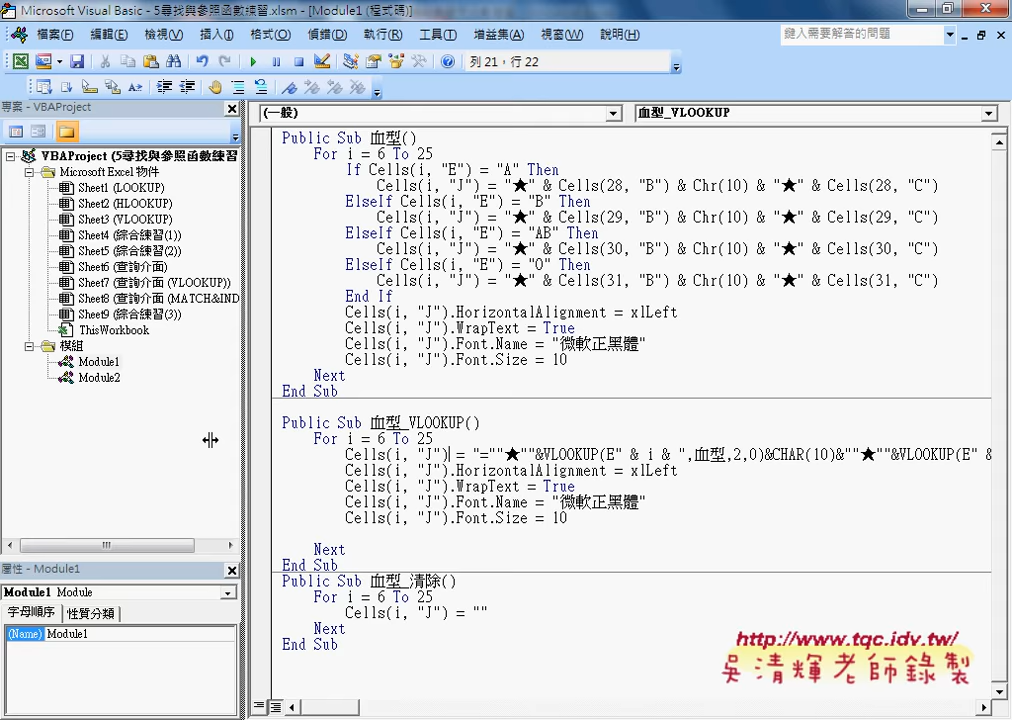 Microsoft Visual Basic - 5尋找與參照函數練習.xlsm - [Module1 (程式碼)]
檔案(F) 編輯(E) 檢視(V) 插入(I) 格式(O) 偵錯(D) 執行(R) 工具(T) 增益集(A) 視窗(W) 說明(H) 鍵入需要解答的問題
列 21，行 22
專案 - VBAProject
(一般) 血型_VLOOKUP
VBAProject (5尋找與參照函數練習
Microsoft Excel 物件
Sheet1 (LOOKUP)
Sheet2 (HLOOKUP)
Sheet3 (VLOOKUP)
Sheet4 (綜合練習(1))
Sheet5 (綜合練習(2))
Sheet6 (查詢介面)
Sheet7 (查詢介面 (VLOOKUP))
Sheet8 (查詢介面 (MATCH&IND
Sheet9 (綜合練習(3))
ThisWorkbook
模組
Module1
Module2
屬性 - Module1
Module1 Module
字母順序 性質分類
(Name) Module1
Public Sub 血型()
For i = 6 To 25
If Cells(i, "E") = "A" Then
Cells(i, "J") = "★" & Cells(28, "B") & Chr(10) & "★" & Cells(28, "C")
ElseIf Cells(i, "E") = "B" Then
Cells(i, "J") = "★" & Cells(29, "B") & Chr(10) & "★" & Cells(29, "C")
ElseIf Cells(i, "E") = "AB" Then
Cells(i, "J") = "★" & Cells(30, "B") & Chr(10) & "★" & Cells(30, "C")
ElseIf Cells(i, "E") = "O" Then
Cells(i, "J") = "★" & Cells(31, "B") & Chr(10) & "★" & Cells(31, "C")
End If
Cells(i, "J").HorizontalAlignment = xlLeft
Cells(i, "J").WrapText = True
Cells(i, "J").Font.Name = "微軟正黑體"
Cells(i, "J").Font.Size = 10
Next
End Sub
Public Sub 血型_VLOOKUP()
For i = 6 To 25
Cells(i, "J") = "=""★""&VLOOKUP(E" & i & ",血型,2,0)&CHAR(10)&""★""&VLOOKUP(E" &
Cells(i, "J").HorizontalAlignment = xlLeft
Cells(i, "J").WrapText = True
Cells(i, "J").Font.Name = "微軟正黑體"
Cells(i, "J").Font.Size = 10
Next
End Sub
Public Sub 血型_清除()
For i = 6 To 25
Cells(i, "J") = ""
Next
End Sub
http://www.tqc.idv.tw/
吳清輝老師錄製